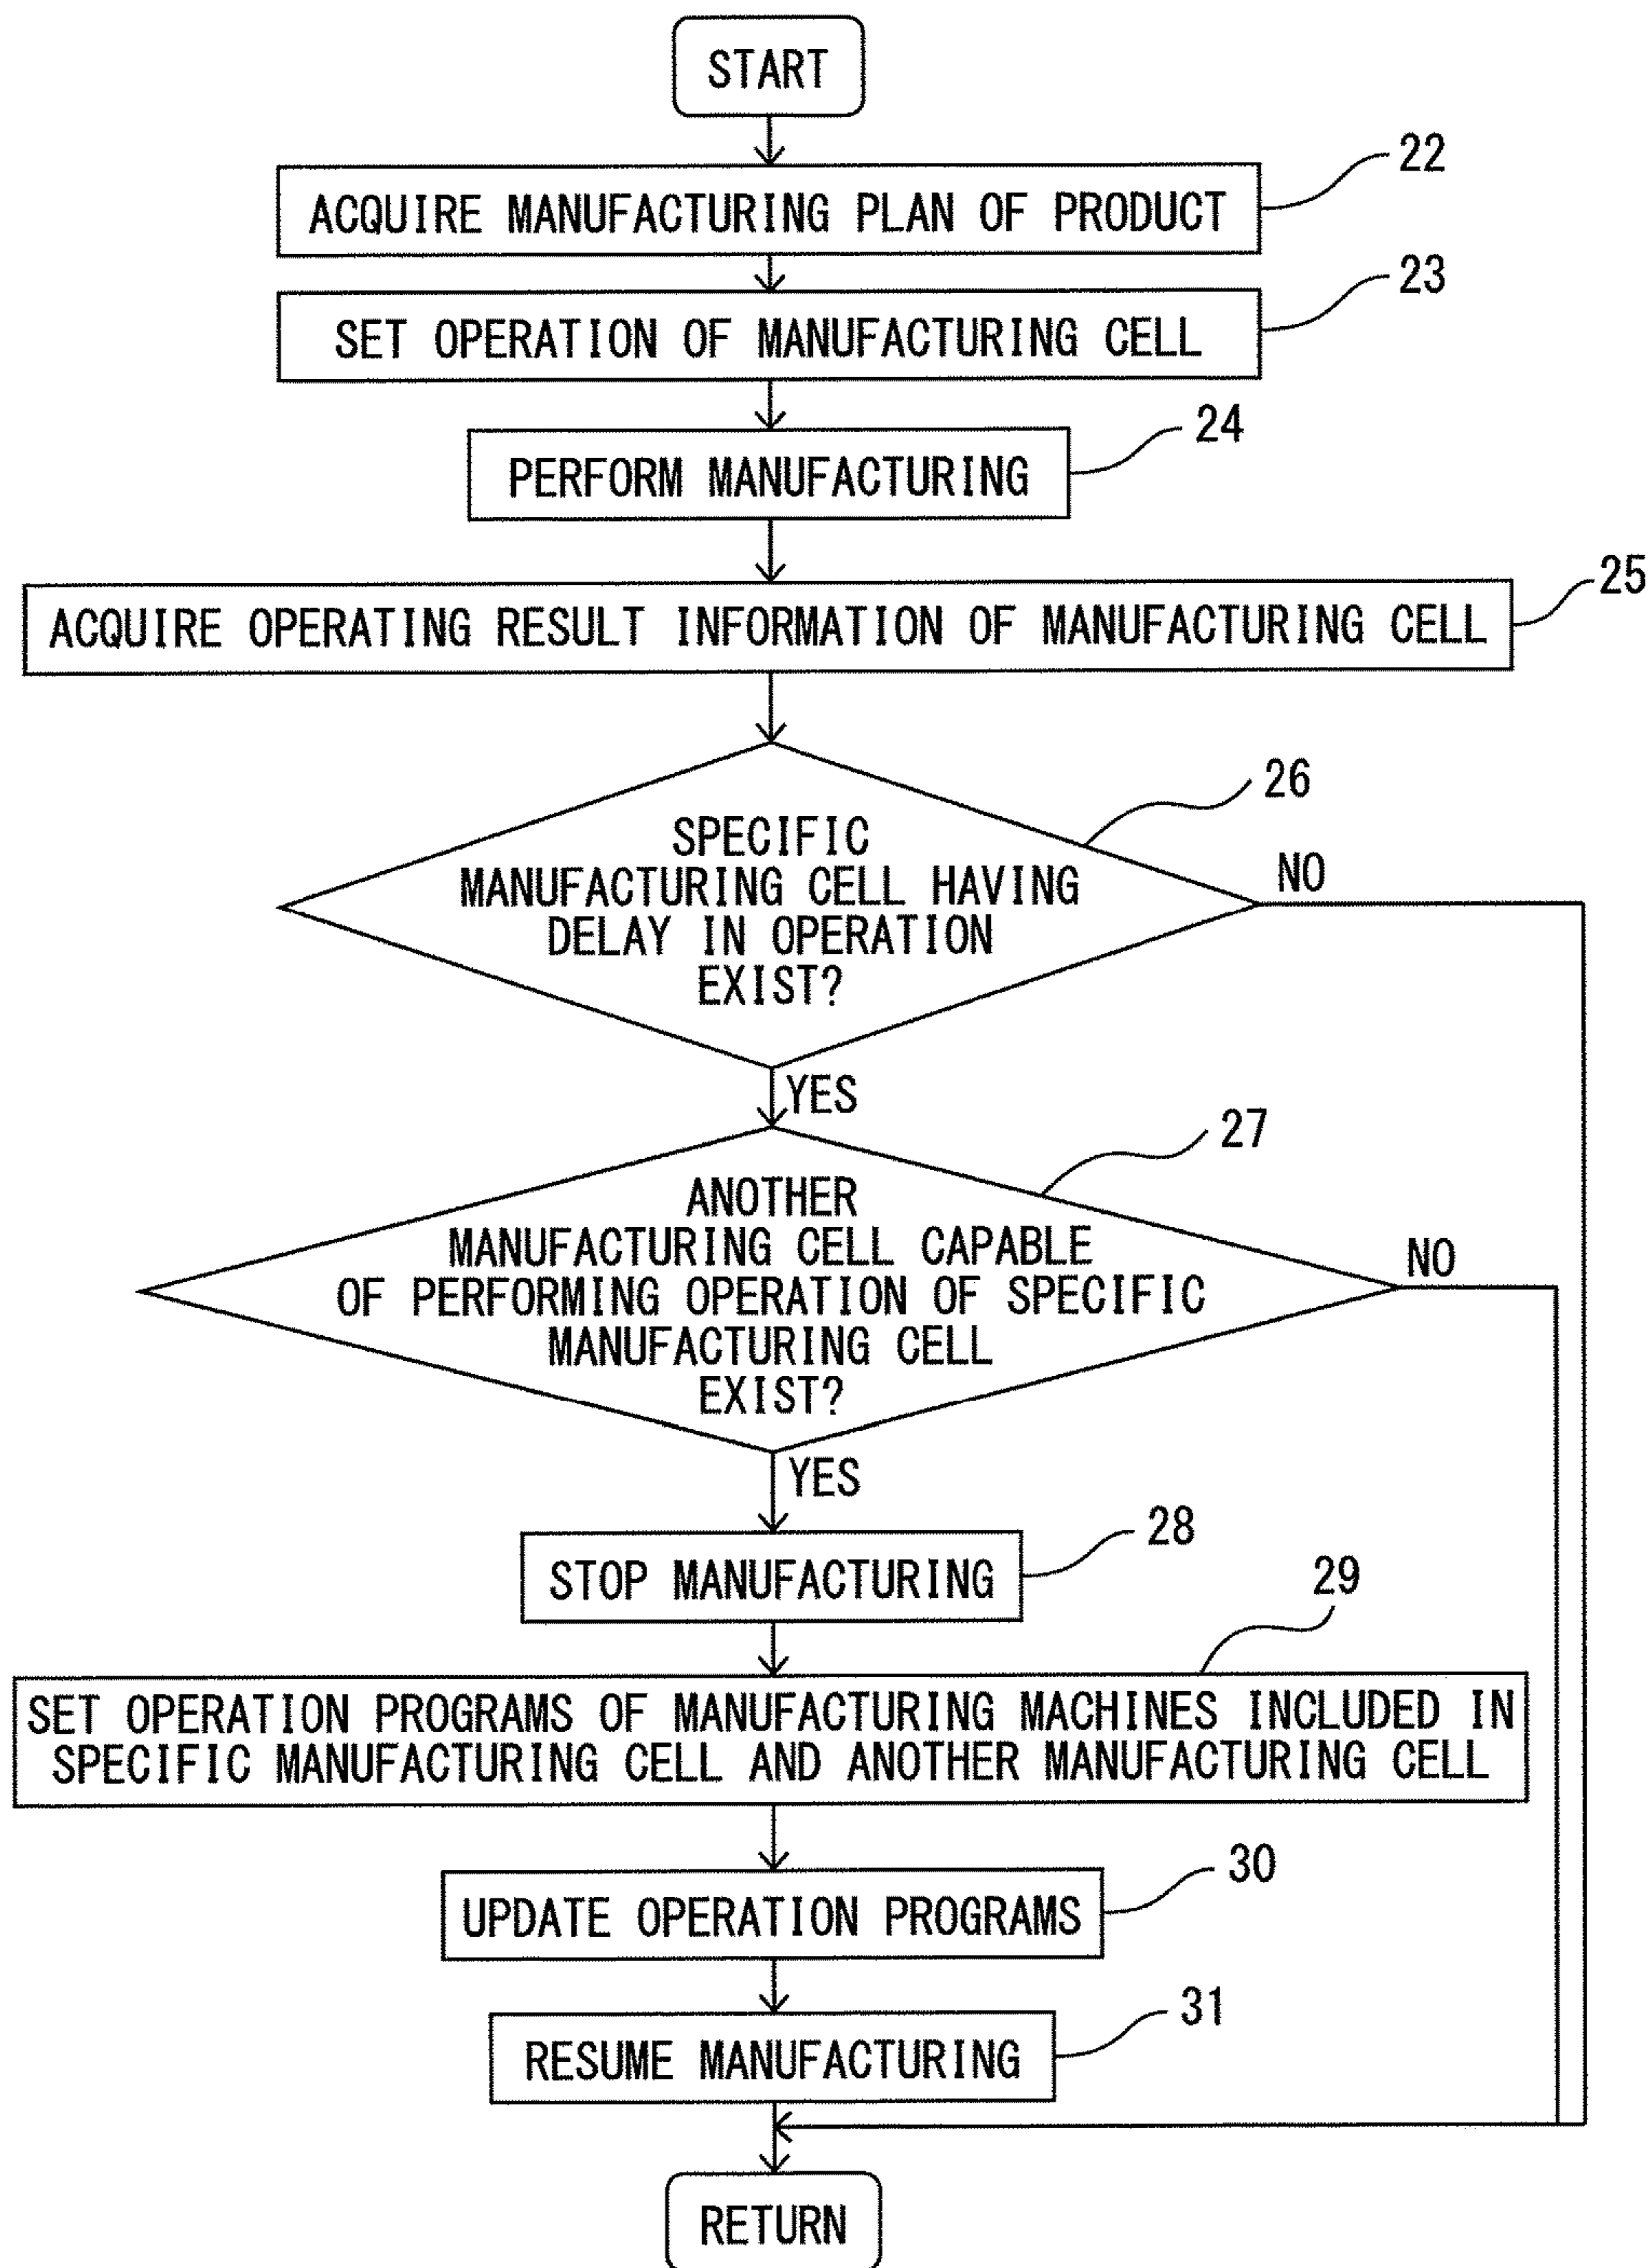 START
22
ACQUIRE MANUFACTURING PLAN OF PRODUCT
23
SET OPERATION OF MANUFACTURING CELL
24
PERFORM MANUFACTURING
25
ACQUIRE OPERATING RESULT INFORMATION OF MANUFACTURING CELL
26
SPECIFIC
MANUFACTURING CELL HAVING
DELAY IN OPERATION
EXIST?
NO
YES
27
ANOTHER
MANUFACTURING CELL CAPABLE
OF PERFORMING OPERATION OF SPECIFIC
MANUFACTURING CELL
EXIST?
NO
YES
28
STOP MANUFACTURING
29
SET OPERATION PROGRAMS OF MANUFACTURING MACHINES INCLUDED IN
SPECIFIC MANUFACTURING CELL AND ANOTHER MANUFACTURING CELL
30
UPDATE OPERATION PROGRAMS
31
RESUME MANUFACTURING
RETURN